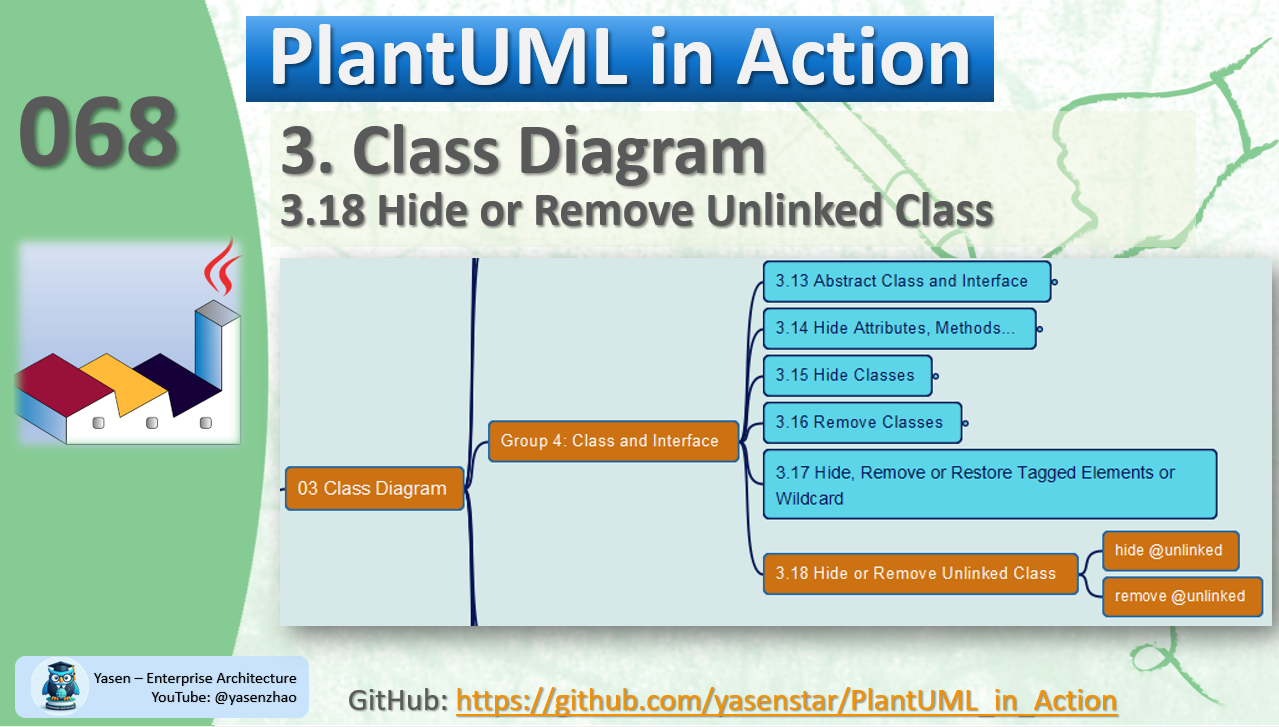 PlantUML in Action
068
3. Class Diagram
3.18 Hide or Remove Unlinked Class
3.13 Abstract Class and Interface
3.14 Hide Attributes, Methods...
3.15 Hide Classes
3.16 Remove Classes
Group 4: Class and Interface
3.17 Hide, Remove or Restore Tagged Elements or
Wildcard
03 Class Diagram
3.18 Hide or Remove Unlinked Class
hide @unlinked
remove @unlinked
Yasen – Enterprise Architecture
YouTube: @yasenzhao
GitHub: https://github.com/yasenstar/PlantUML_in_Action